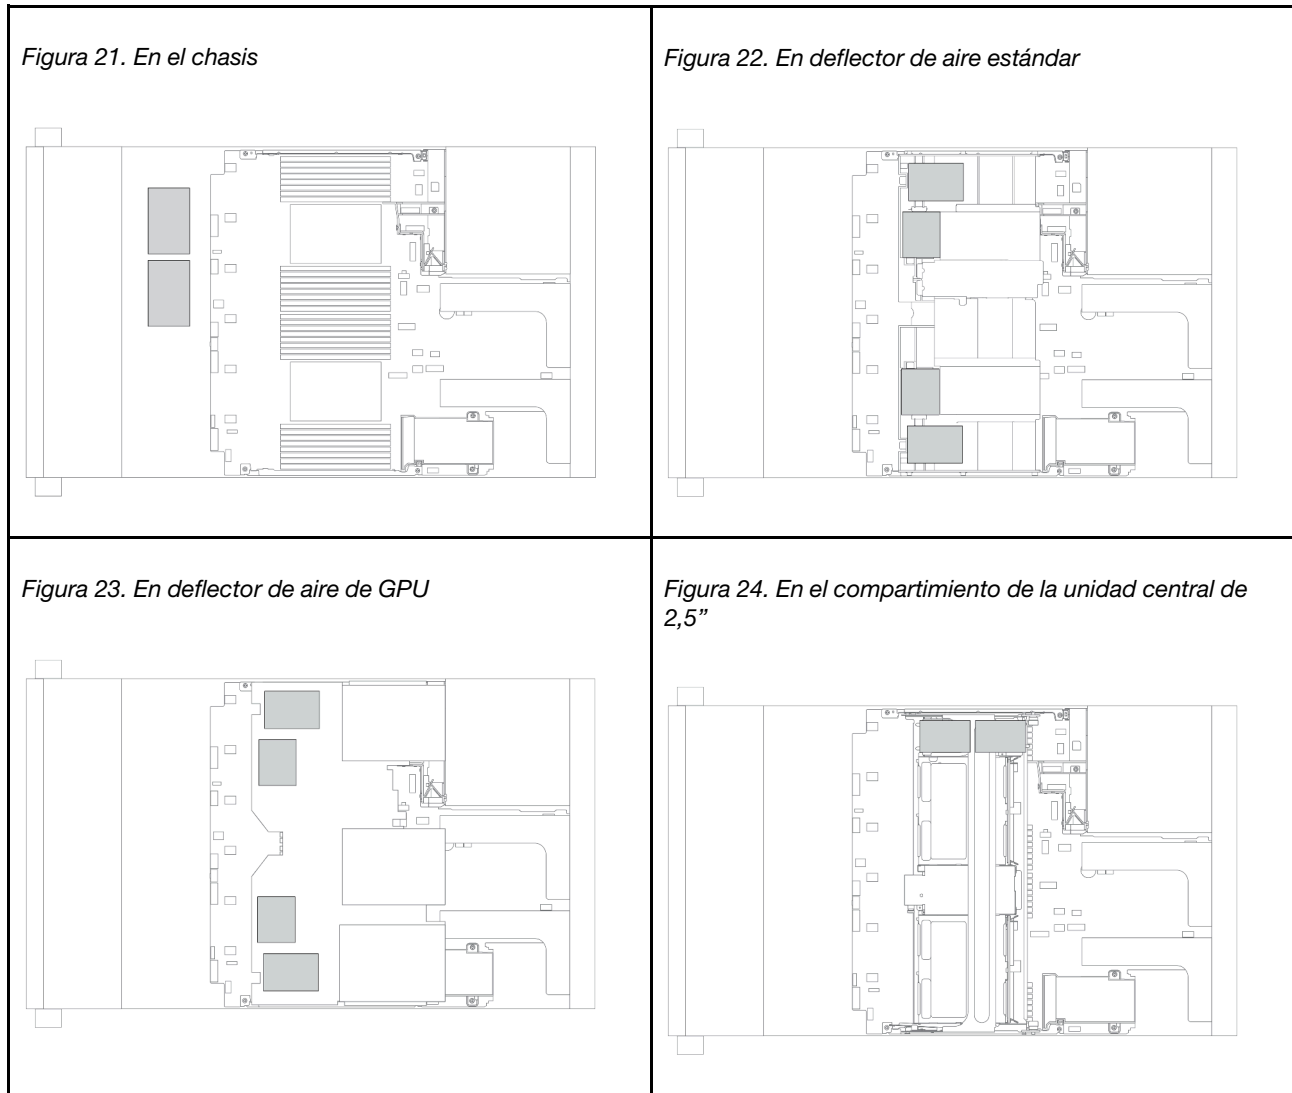 Figura 21. En el chasis
Figura 22. En deflector de aire estándar
Figura 23. En deflector de aire de GPU
Figura 24. En el compartimiento de la unidad central de
2,5”